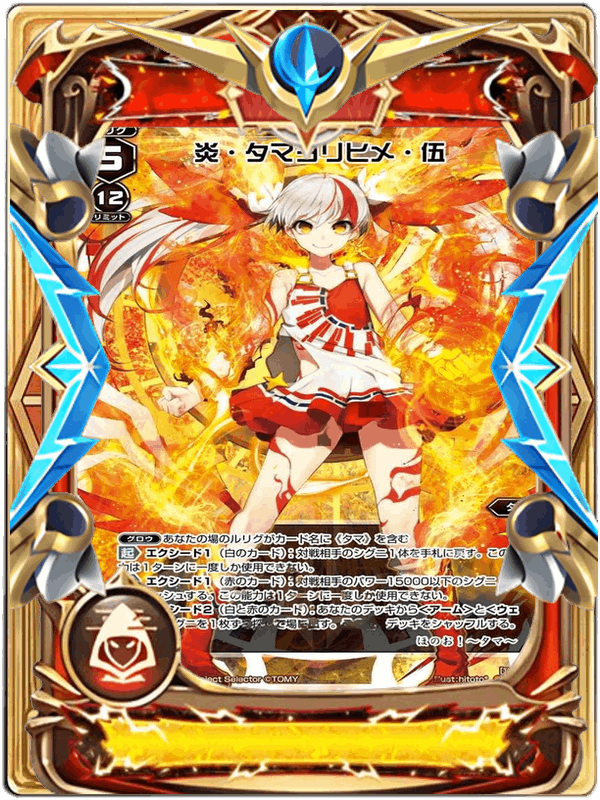 炎・タマヨリヒメ・伍
5
12
リミット
グロウ あなたの場のルリグがカード名に《タマ》を含む
起 エクシード1（白のカード）：対戦相手のシグニ1体を手札に戻す。この
力は1ターンに一度しか使用できない。
エクシード1（赤のカード）：対戦相手のパワー15000以下のシグニ
シュする。この能力は1ターンに一度しか使用できない。
シード2（白と赤のカード）：あなたのデッキから＜アーム＞と＜ウェ
グニを1枚ず
デッキをシャッフルする。
ほのお！～タマ～
ject Selector ©TOMY
llust:hitoto*